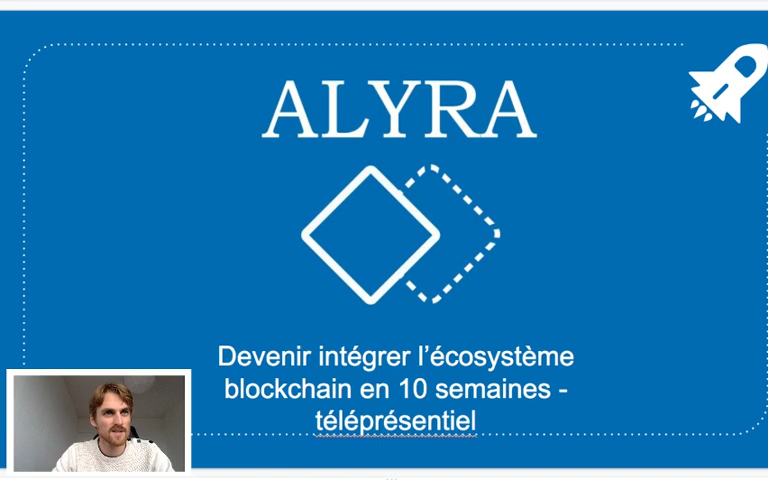 ALYRA
Devenir intégrer l’écosystème
blockchain en 10 semaines -
téléprésentiel